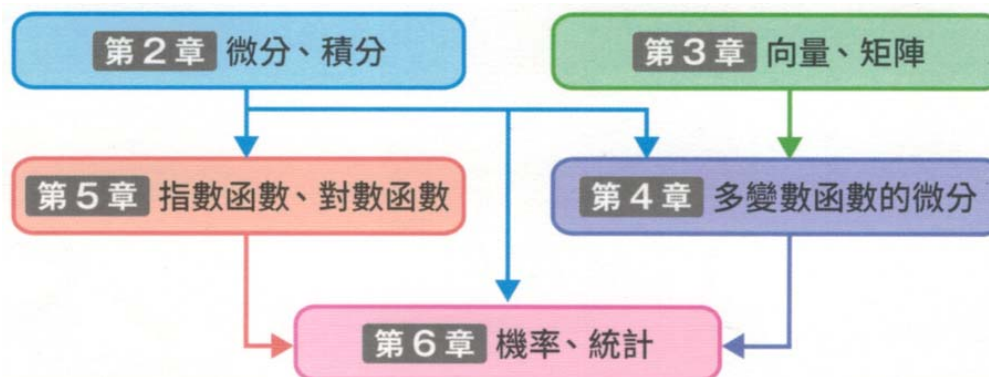 第2章 微分、積分
第3章 向量、矩陣
第5章 指數函數、對數函數
第4章 多變數函數的微分
第6章 機率、統計